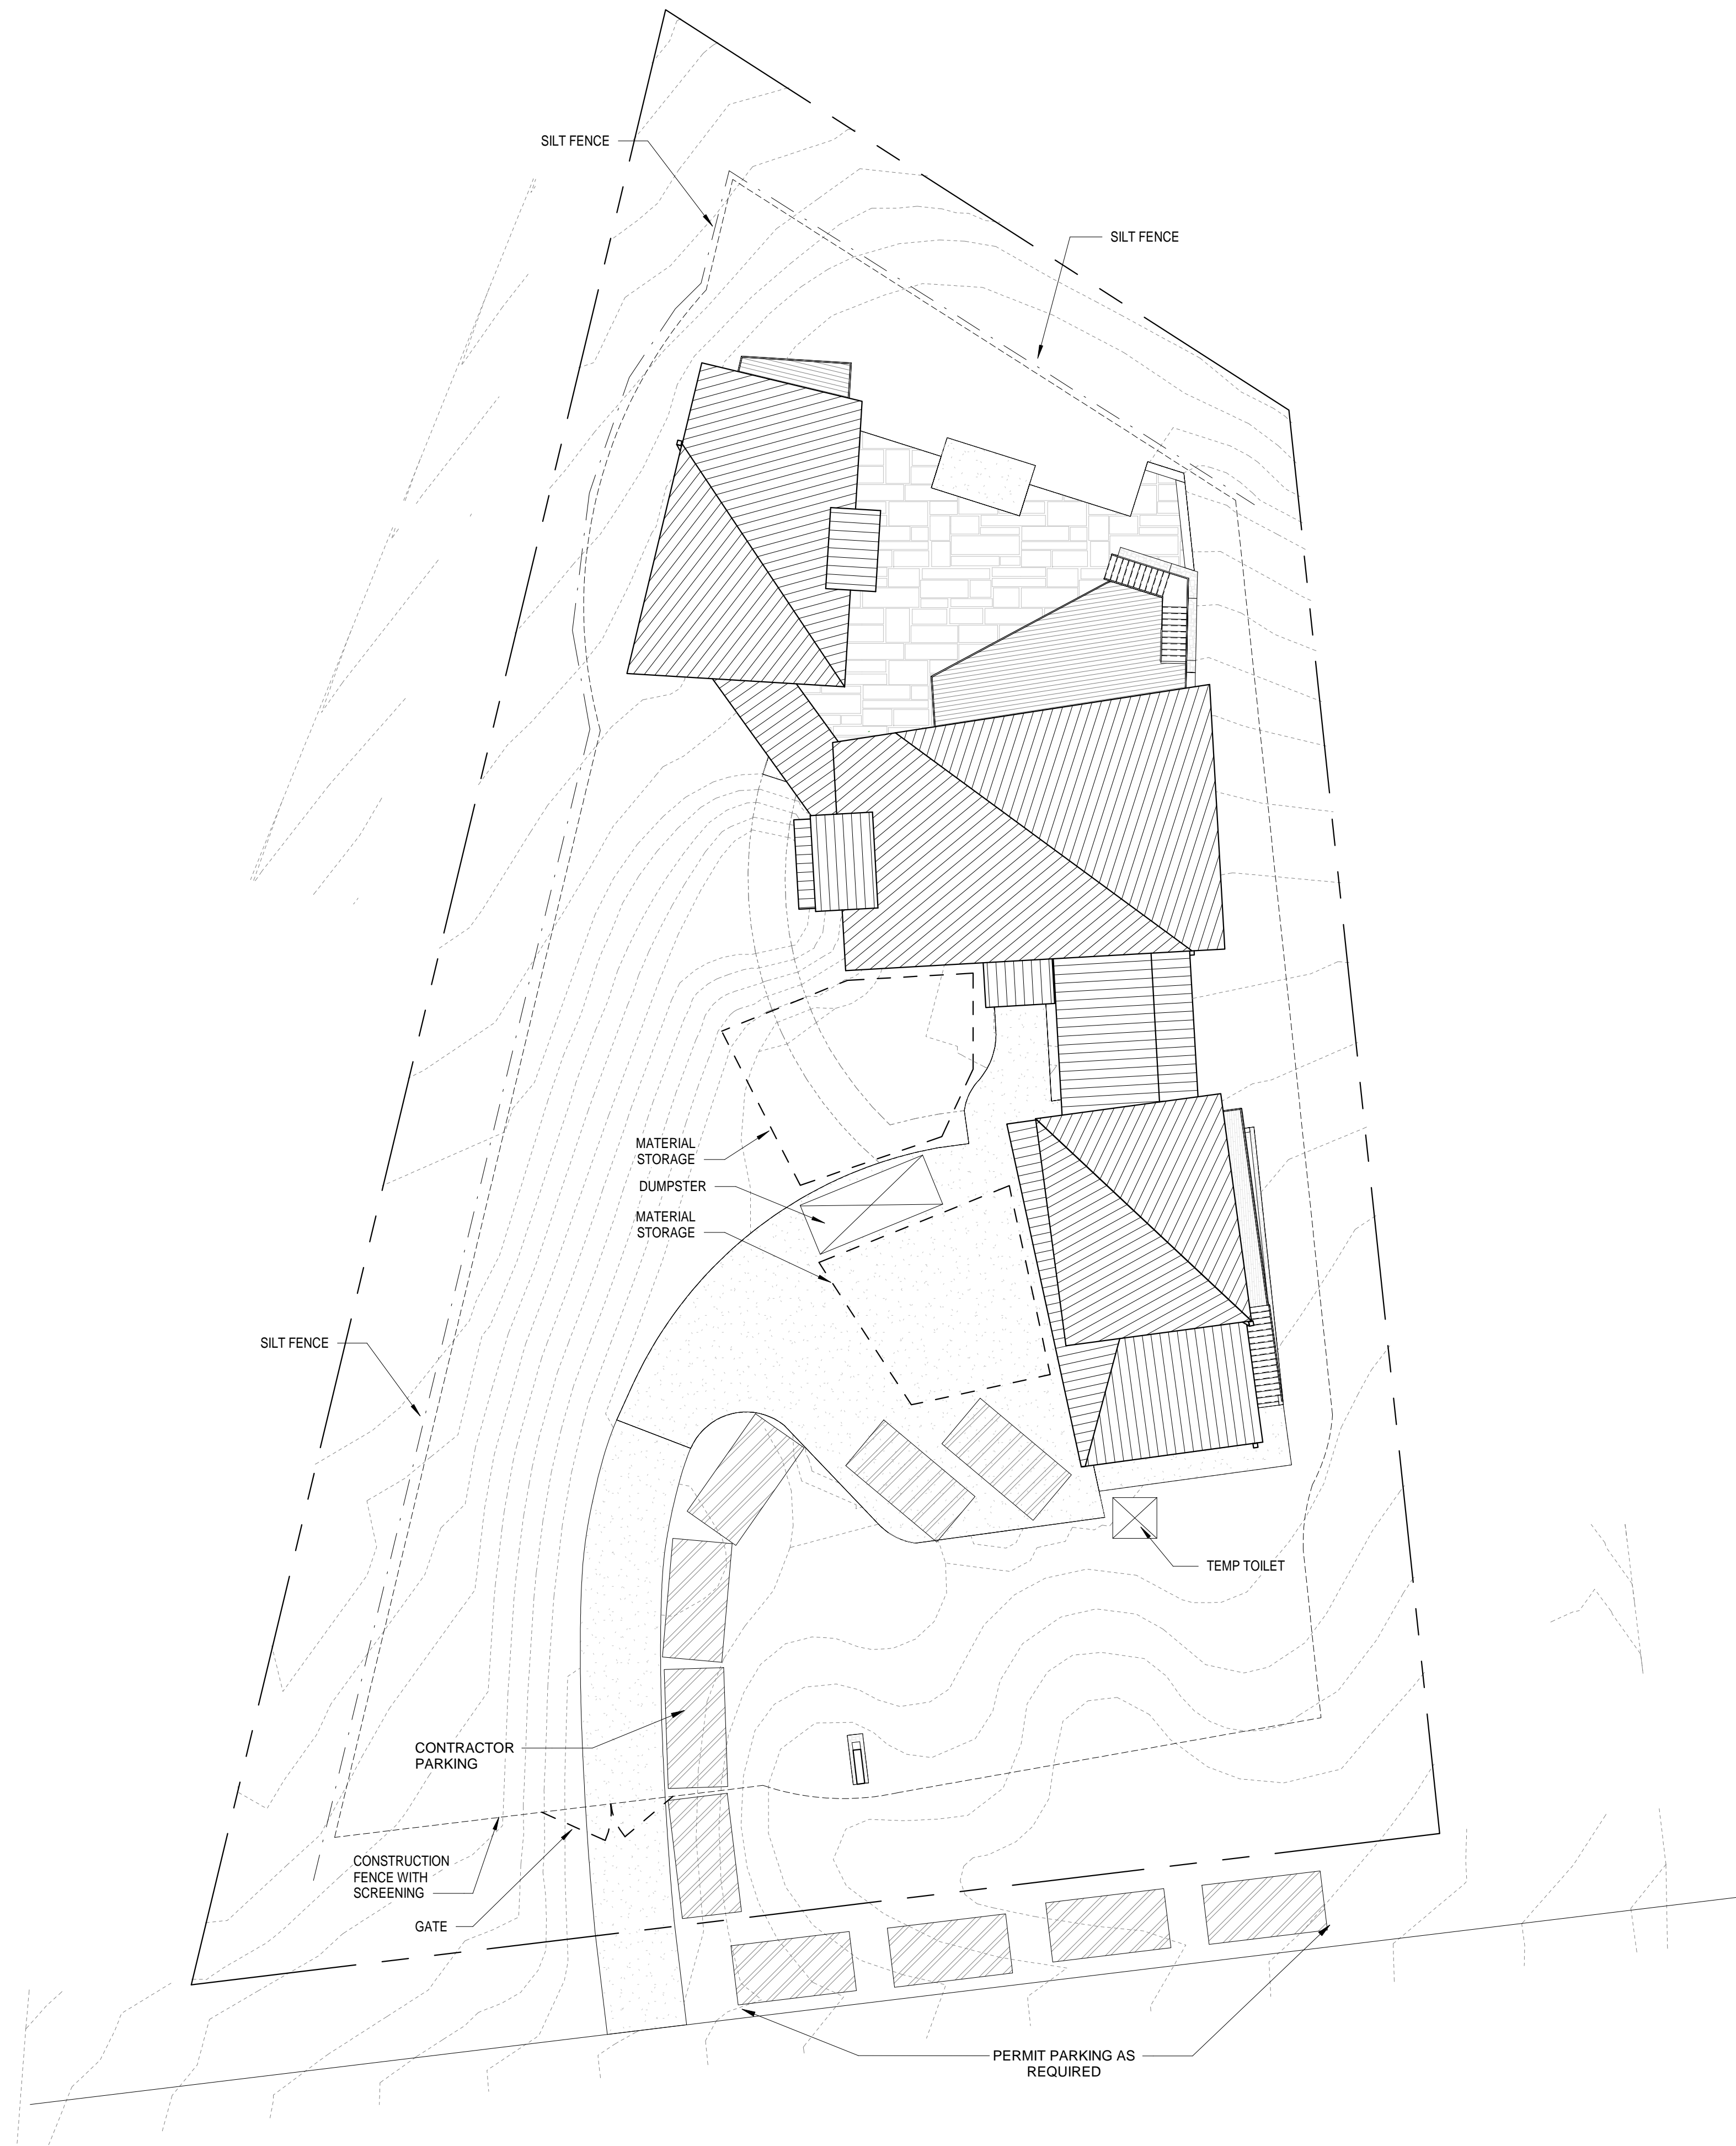 SILT FENCE
SILT FENCE
MATERIAL
STORAGE
DUMPSTER
MATERIAL
STORAGE
SILT FENCE
TEMP TOILET
CONTRACTOR
PARKING
CONSTRUCTION
FENCE WITH
SCREENING
GATE
PERMIT PARKING AS
REQUIRED